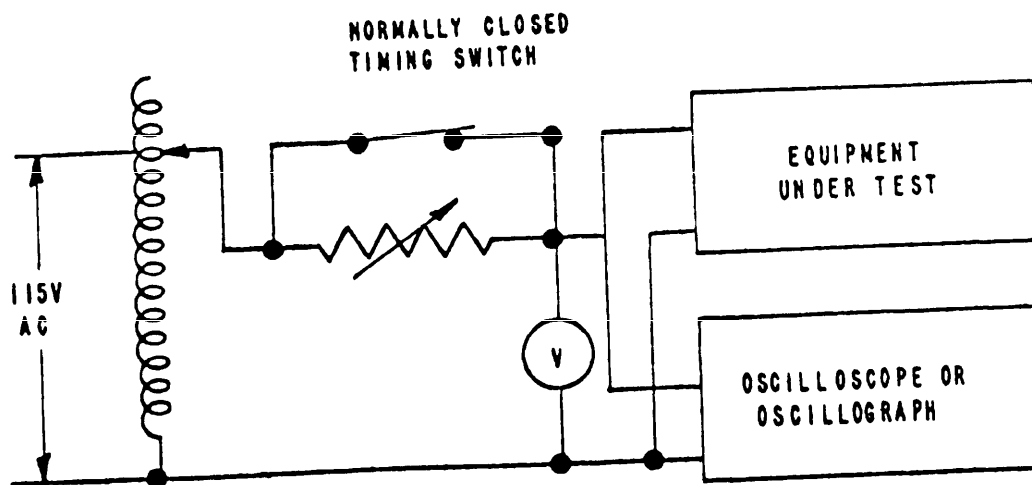 NORMALLY CLOSED
TIMING SWITCH
EQUIPMENT
UNDER TEST
115V
AC
V
OSCILLOSCOPE OR
OSCILLOGRAPH